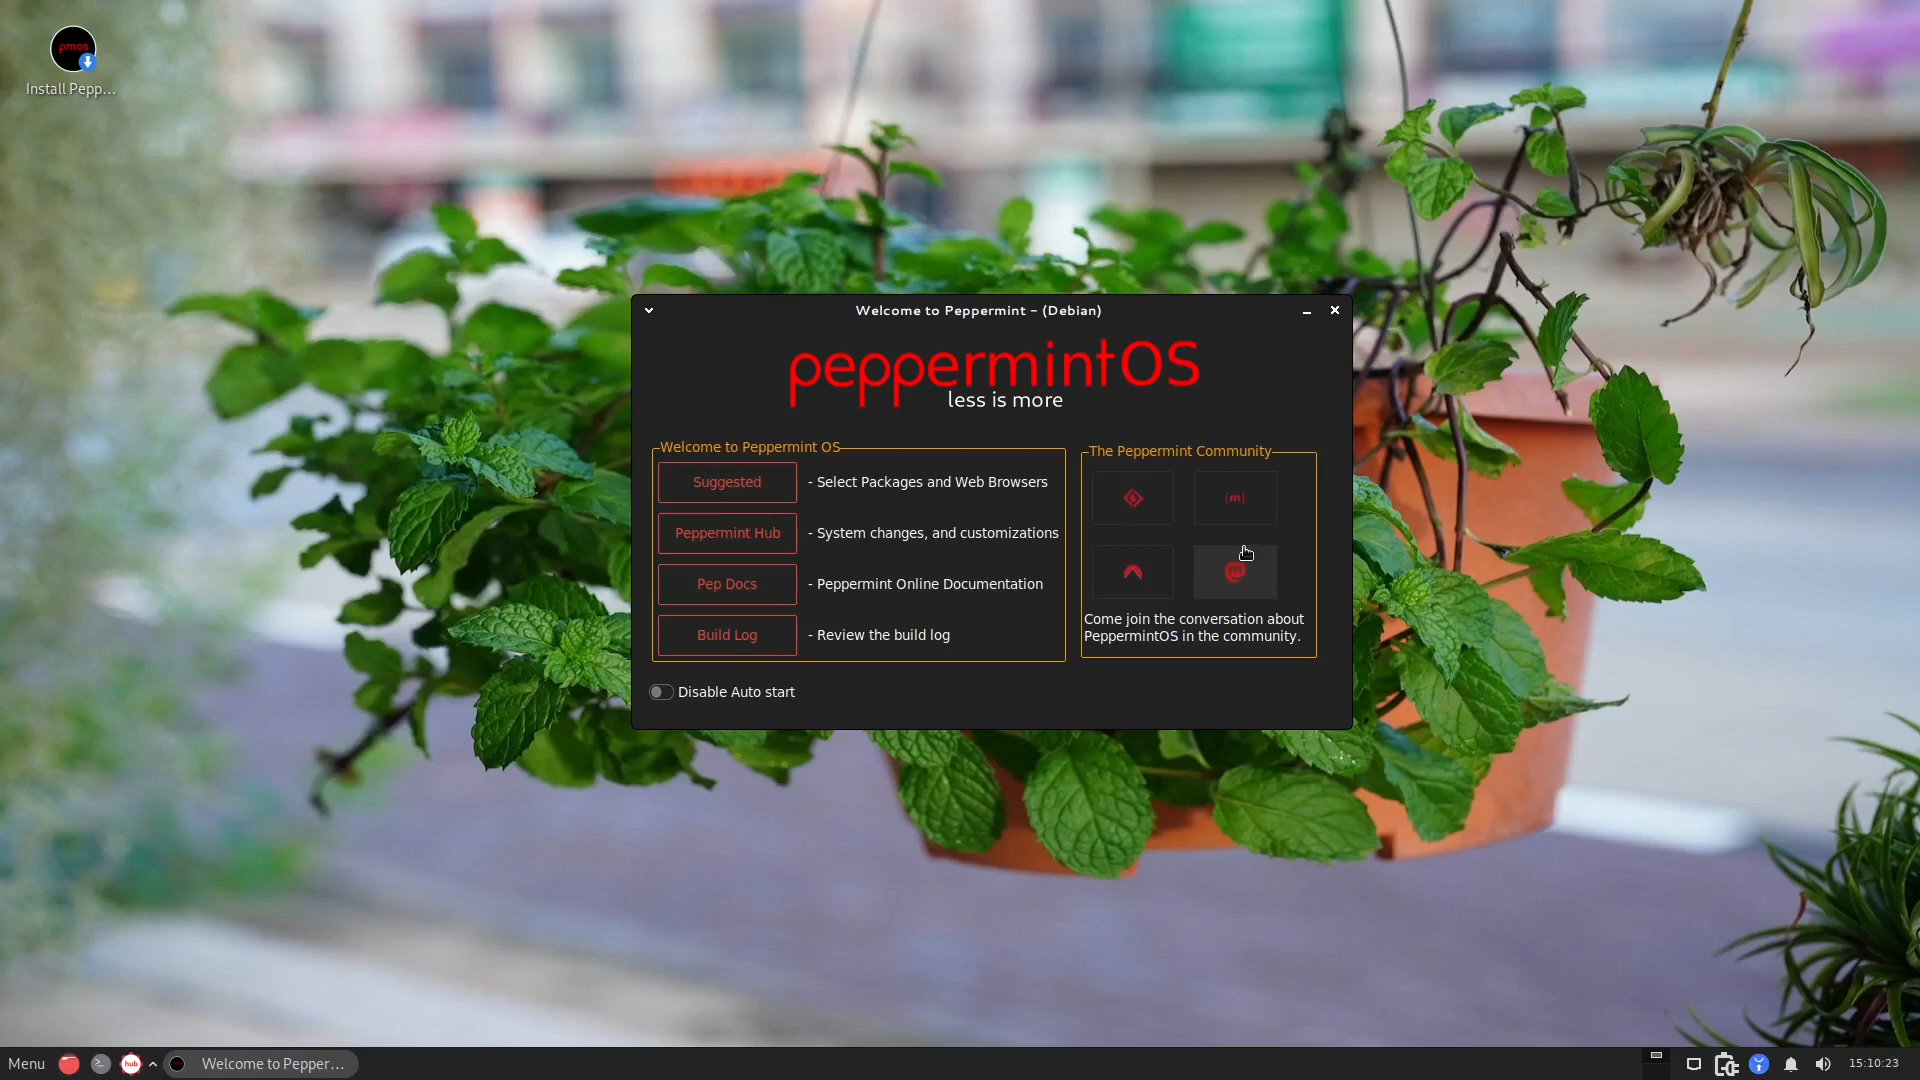 pmos
Install Pepp...
Welcome to Peppermint - (Debian)
peppermintOS
less is more
Welcome to Peppermint OS
Suggested - Select Packages and Web Browsers
Peppermint Hub - System changes, and customizations
Pep Docs - Peppermint Online Documentation
Build Log - Review the build log
The Peppermint Community
[m]
m
Come join the conversation about
PeppermintOS in the community.
Disable Auto start
Menu hub Welcome to Pepper... 15:10:23